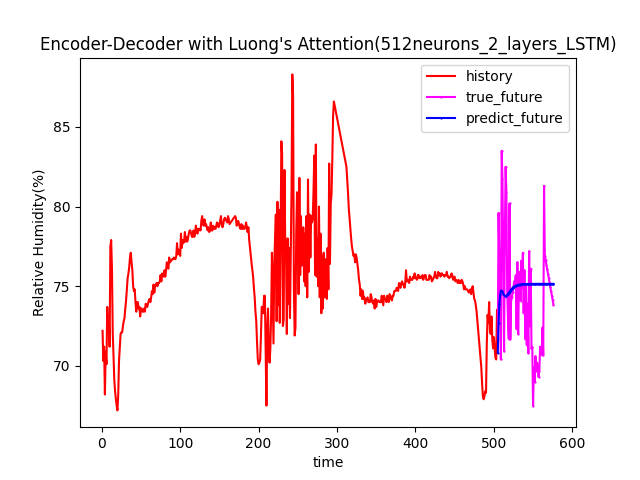 Encoder-Decoder with Luong's Attention(512neurons_2_layers_LSTM)
history
true_future
predict_future
Relative Humidity(%)
85
80
75
70
0 100 200 300 400 500 600
time